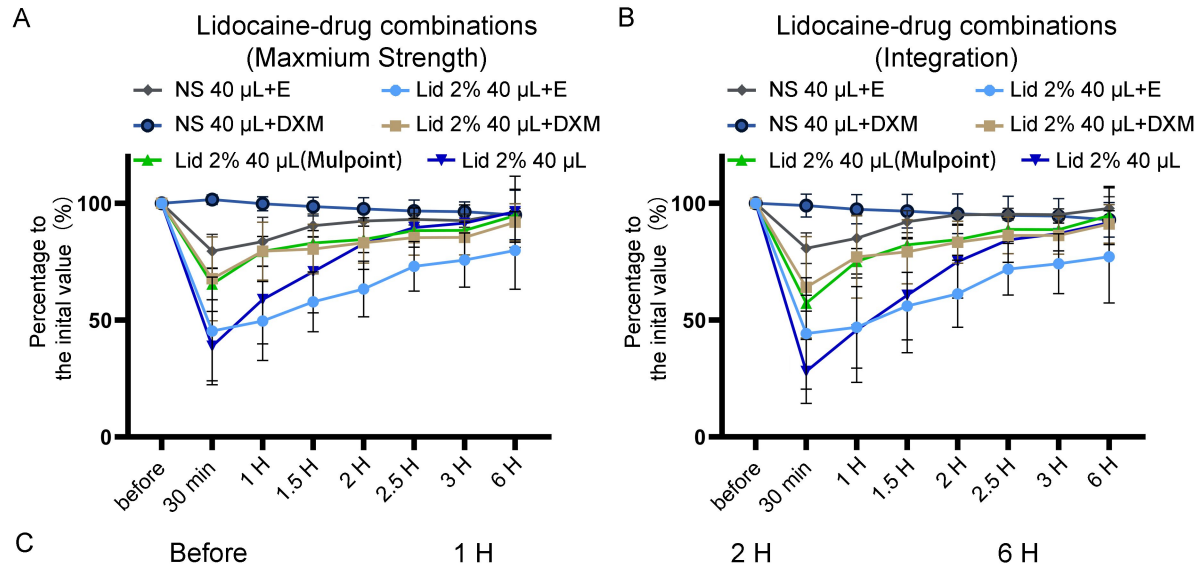 A
Lidocaine-drug combinations
(Maxmium Strength)
NS 40 µL+E
Lid 2% 40 µL+E
NS 40 µL+DXM
Lid 2% 40 µL+DXM
Lid 2% 40 µL(Mulpoint)
Lid 2% 40 µL
Percentage to
the inital value (%)
100
50
0
before
30 min
1 H
1.5 H
2 H
2.5 H
3 H
6 H
B
Lidocaine-drug combinations
(Integration)
NS 40 µL+E
Lid 2% 40 µL+E
NS 40 µL+DXM
Lid 2% 40 µL+DXM
Lid 2% 40 µL(Mulpoint)
Lid 2% 40 µL
Percentage to
the inital value (%)
100
50
0
before
30 min
1 H
1.5 H
2 H
2.5 H
3 H
6 H
C
Before
1 H
2 H
6 H